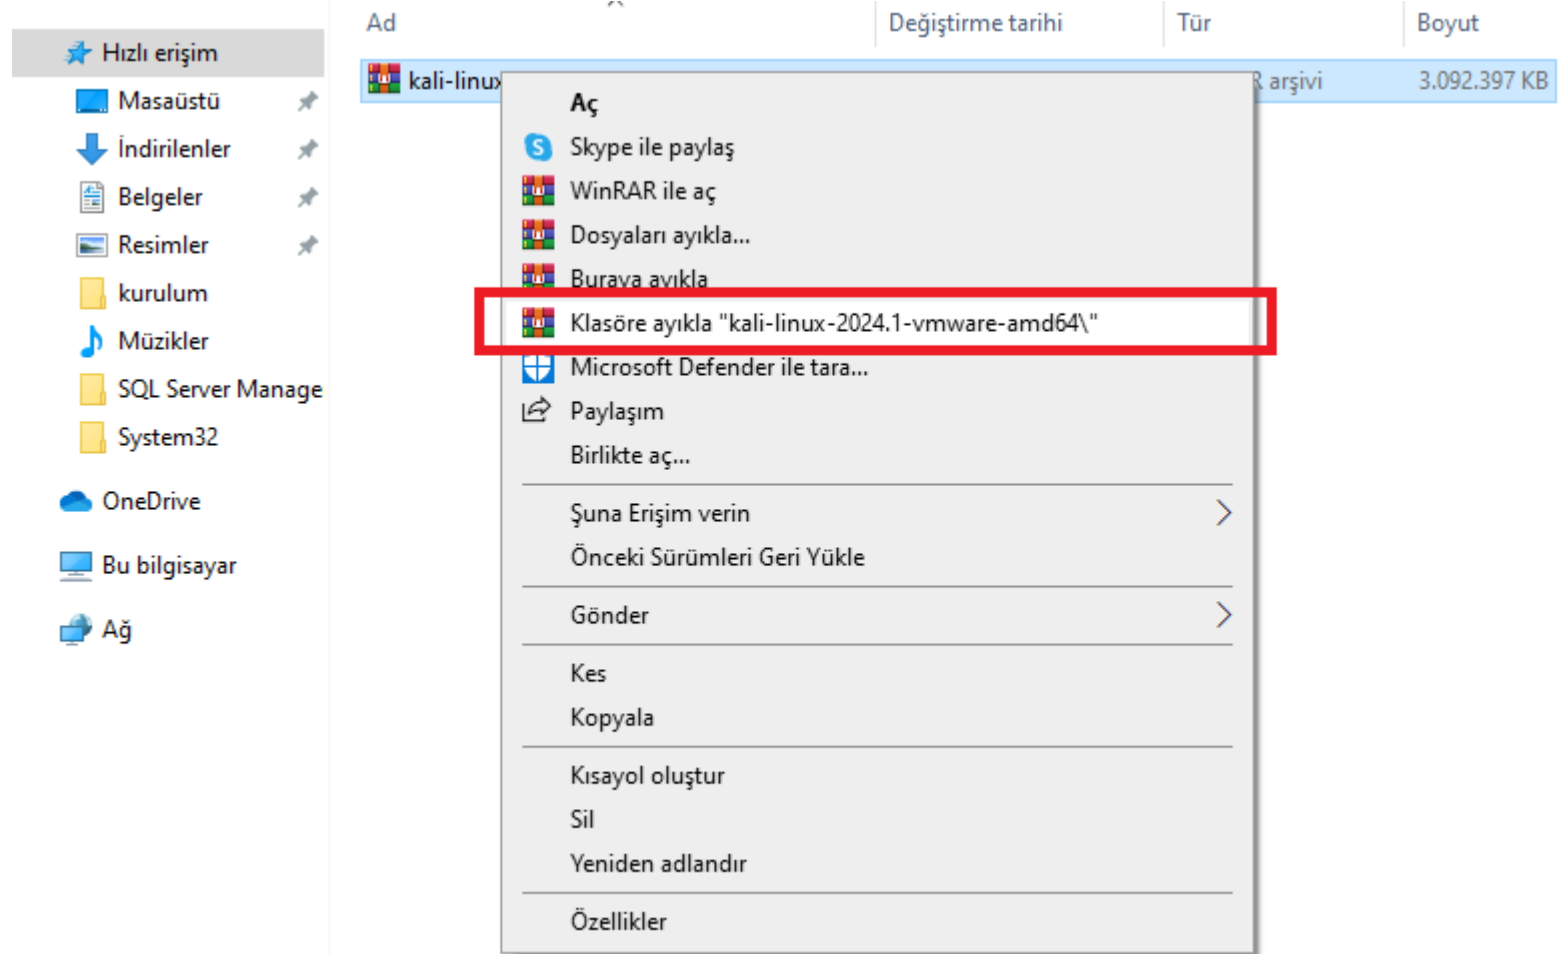 Ad Değiştirme tarihi Tür Boyut
Hızlı erişim
Masaüstü
İndirilenler
Belgeler
Resimler
kurulum
Müzikler
SQL Server Manage
System32
OneDrive
Bu bilgisayar
Ağ
kali-linux R arşivi 3.092.397 KB
Aç
Skype ile paylaş
WinRAR ile aç
Dosyaları ayıkla...
Buraya ayıkla
Klasöre ayıkla "kali-linux-2024.1-vmware-amd64\"
Microsoft Defender ile tara...
Paylaşım
Birlikte aç...
Şuna Erişim verin
Önceki Sürümleri Geri Yükle
Gönder
Kes
Kopyala
Kısayol oluştur
Sil
Yeniden adlandır
Özellikler